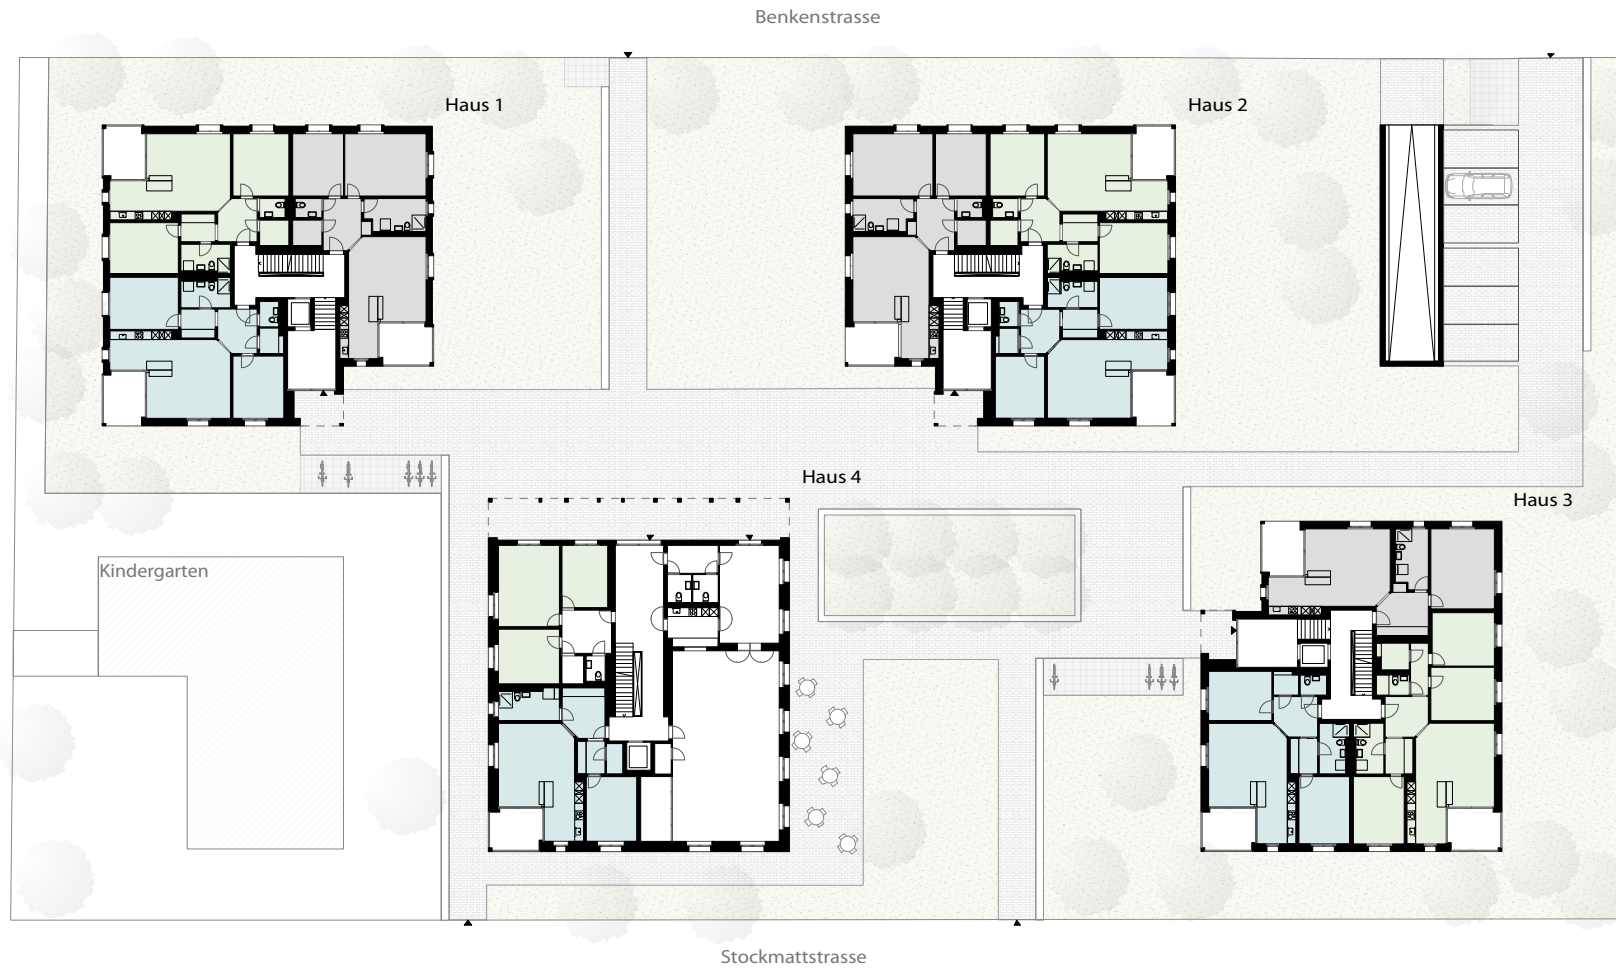 Benkenstrasse
Haus 1
Haus 2
Haus 4
Haus 3
Kindergarten
Stockmattstrasse